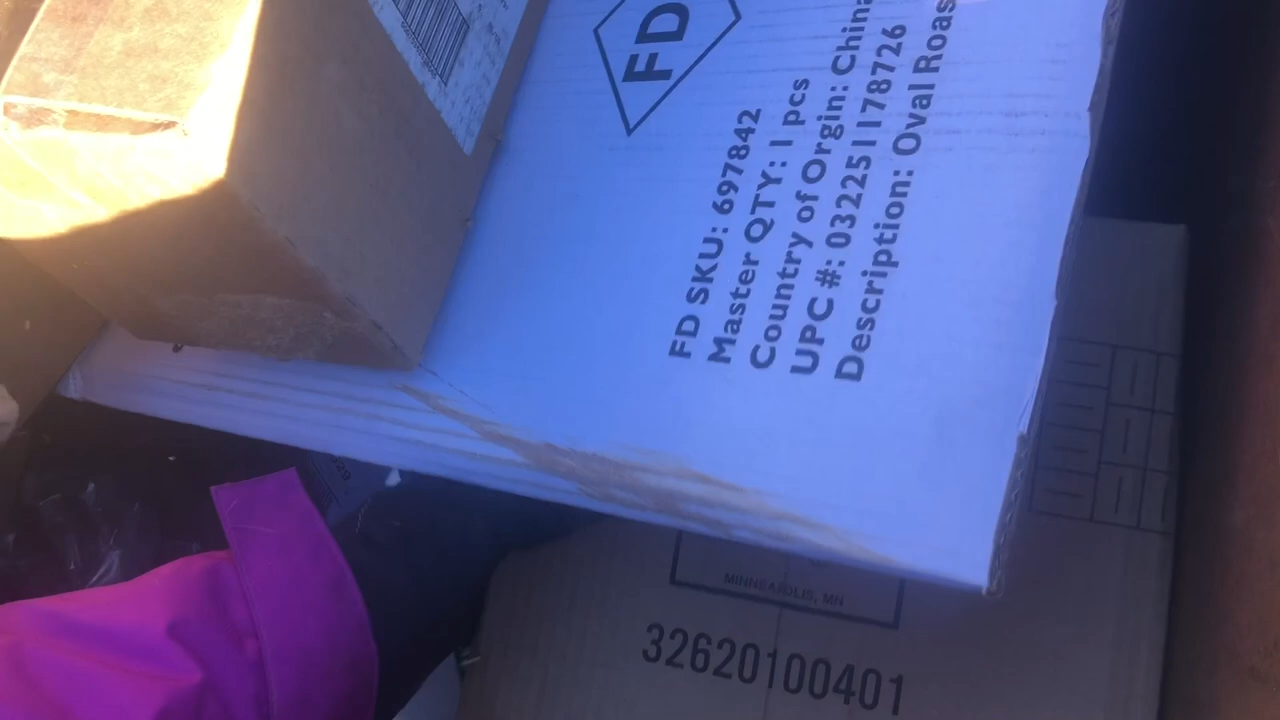 FD
FD SKU: 697842
Master QTY: 1 pcs
Country of Orgin: China
UPC #: 032251178726
Description: Oval Roas
MINNEAPOLIS, MN
32620100401